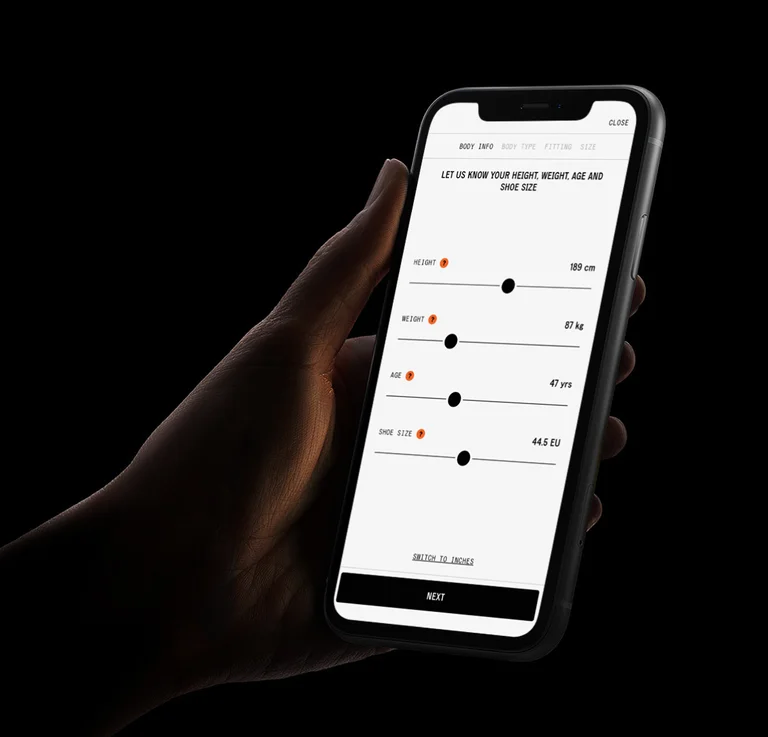 CLOSE
BODY INFO BODY TYPE FITTING SIZE
LET US KNOW YOUR HEIGHT, WEIGHT, AGE AND
SHOE SIZE
HEIGHT ? 189 cm
WEIGHT ? 87 kg
AGE ? 47 yrs
SHOE SIZE ? 44.5 EU
SWITCH TO INCHES
NEXT